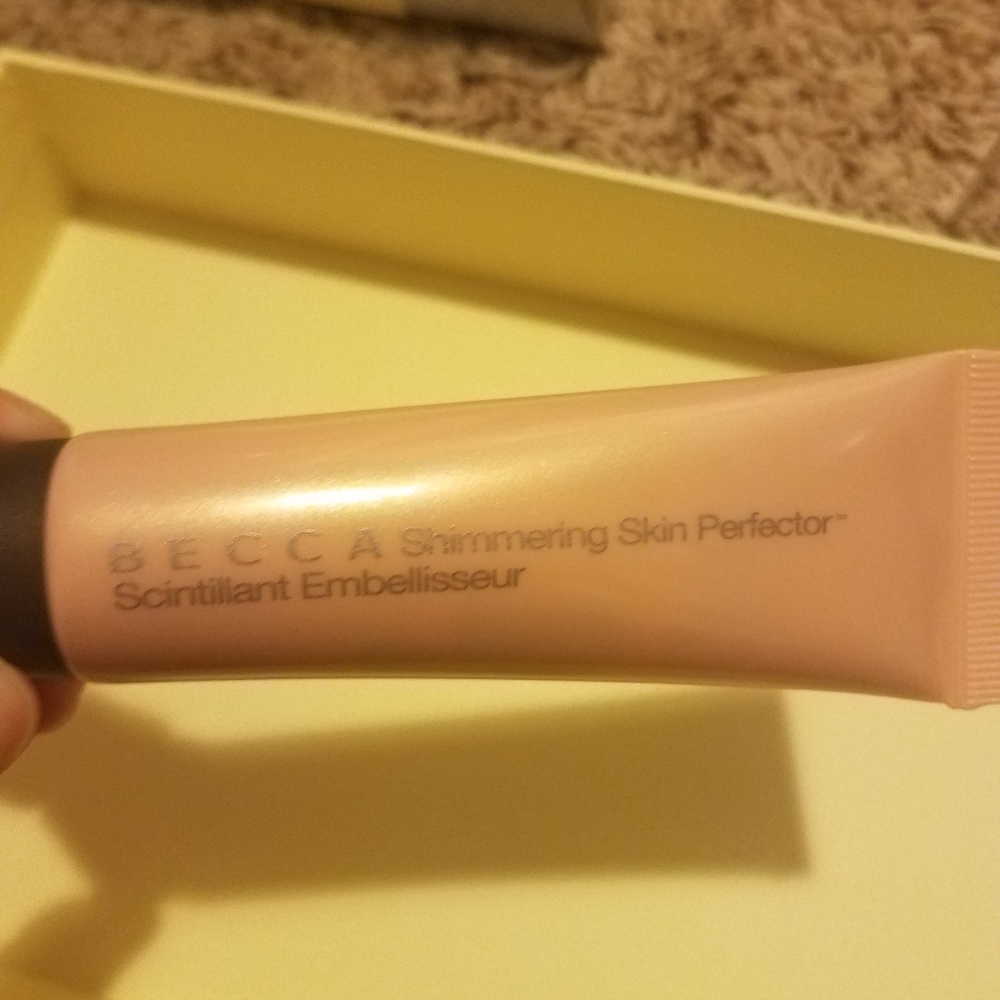 BECCA Shimmering Skin Perfector™
Scintillant Embellisseur